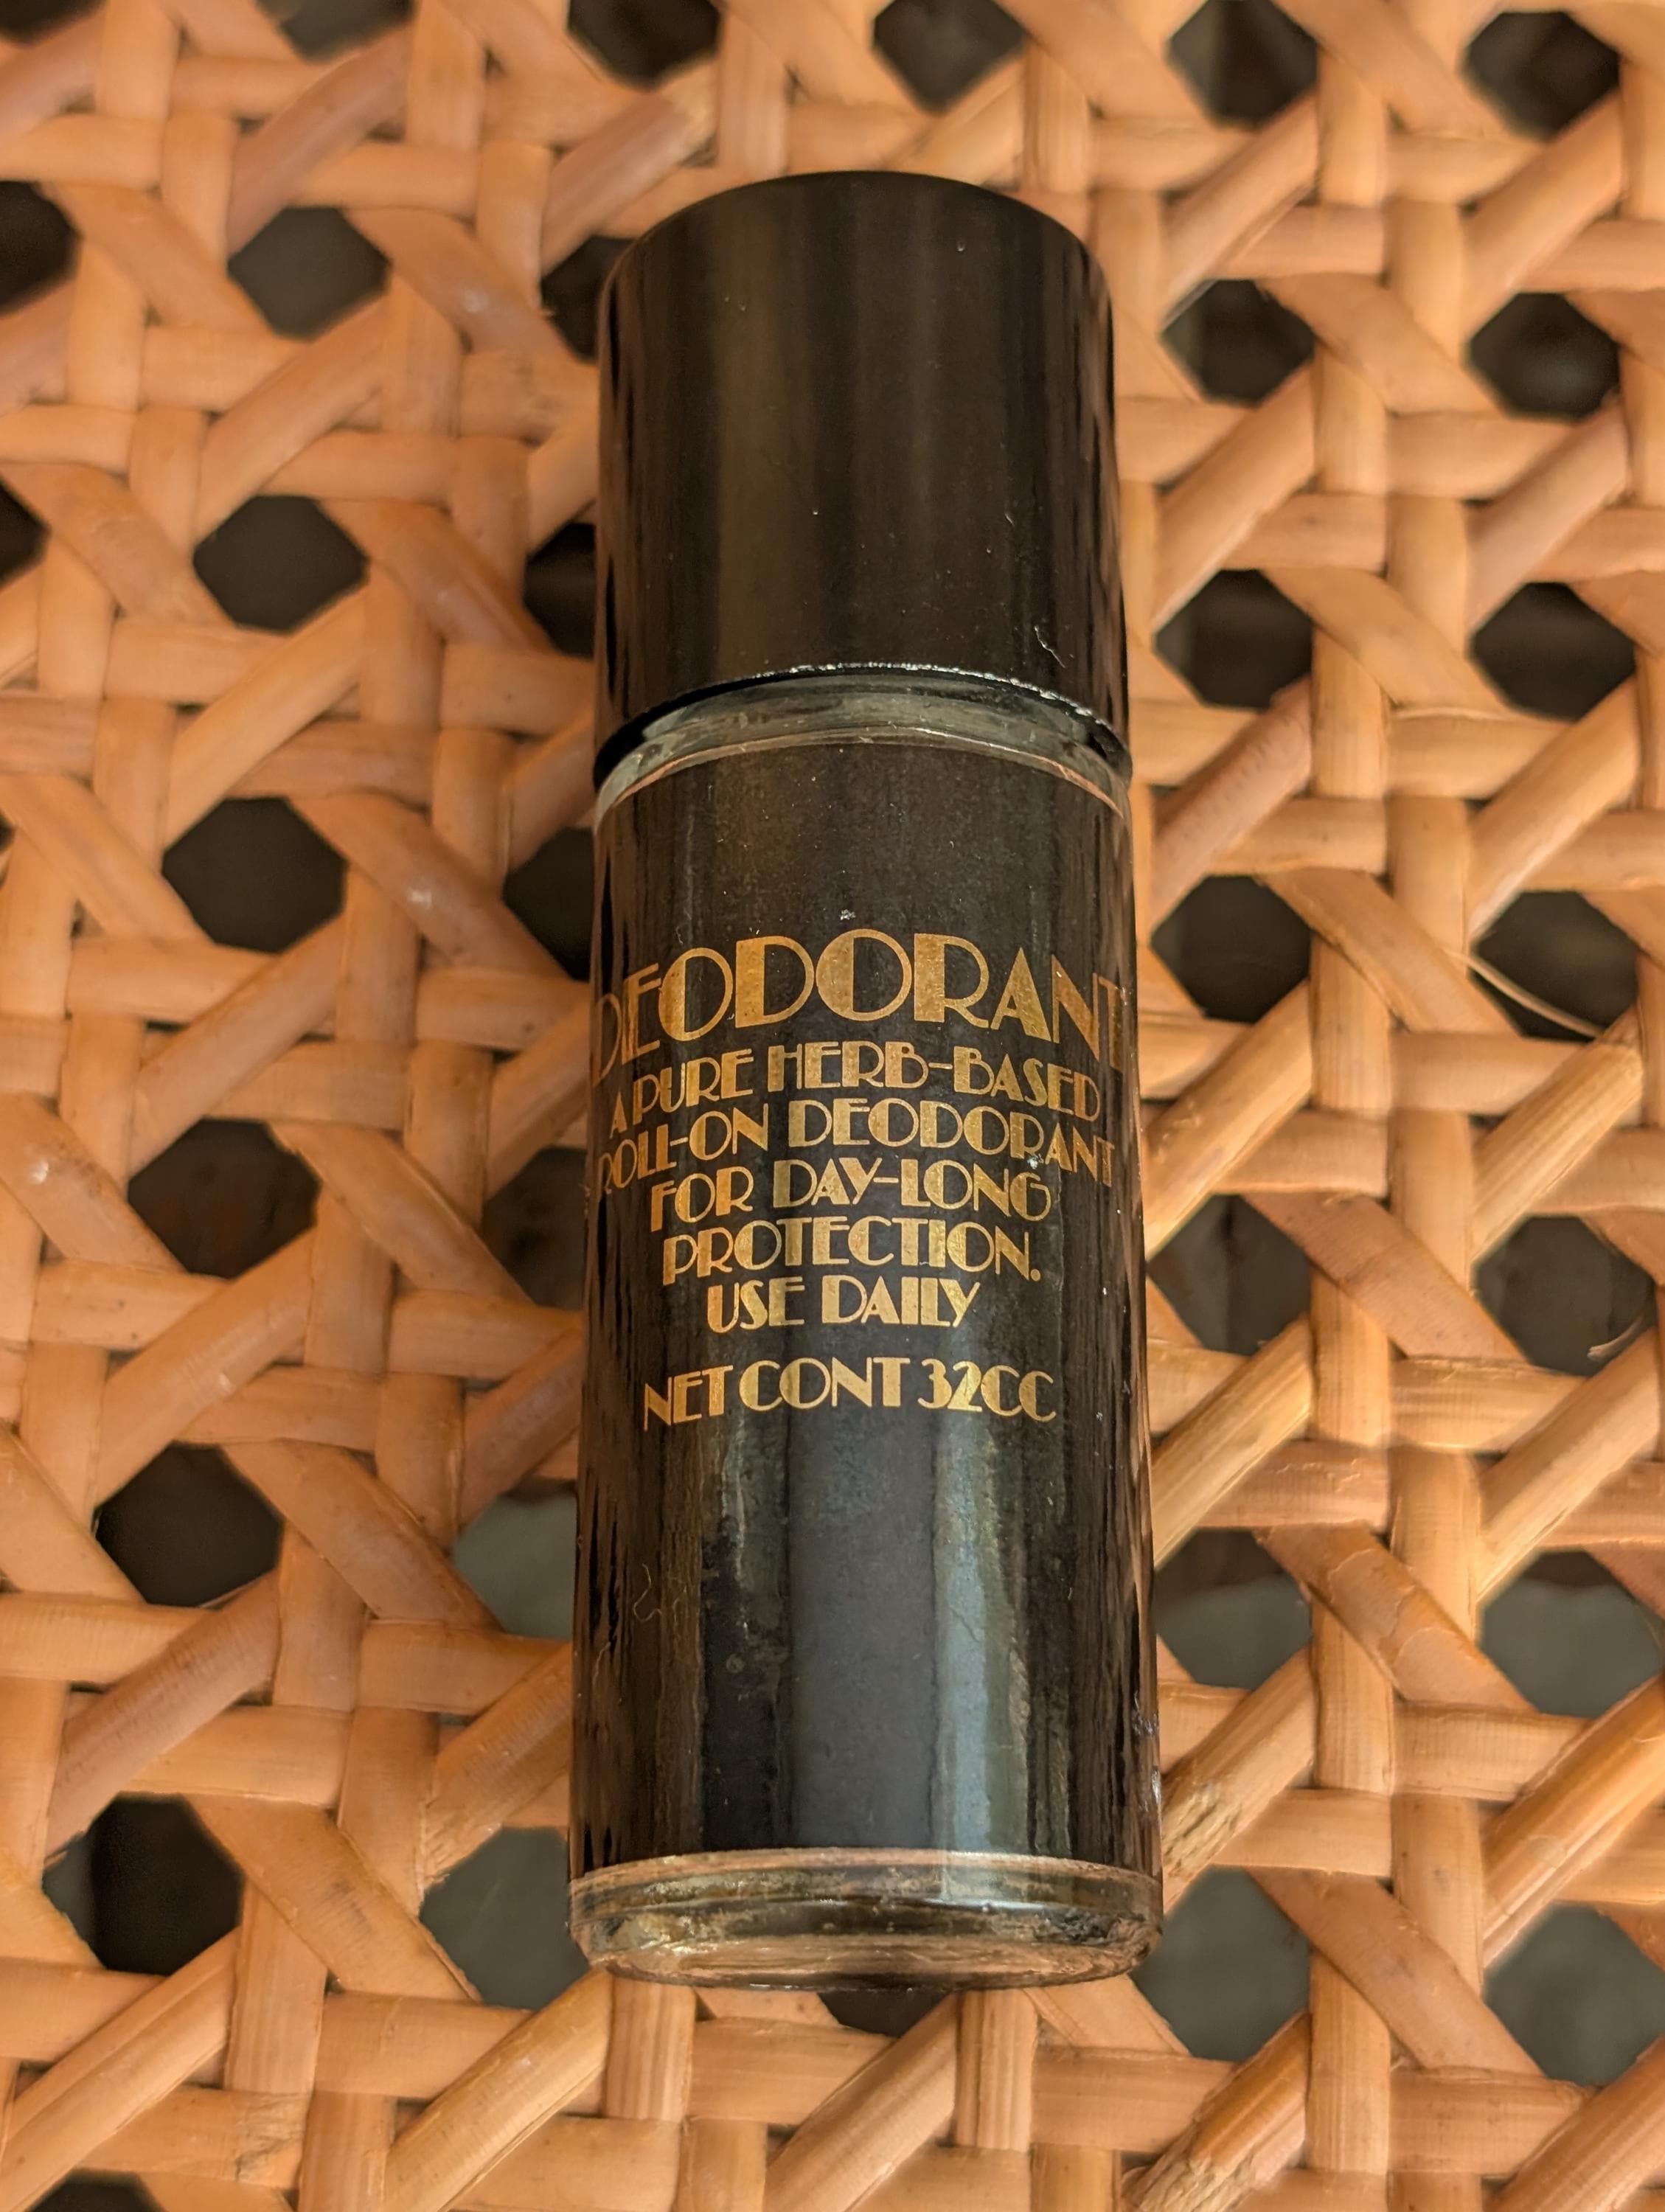 DEODORANT
A PURE HERB-BASED
ROLL-ON DEODORANT
FOR DAY-LONG
PROTECTION.
USE DAILY
NET CONT 32CC